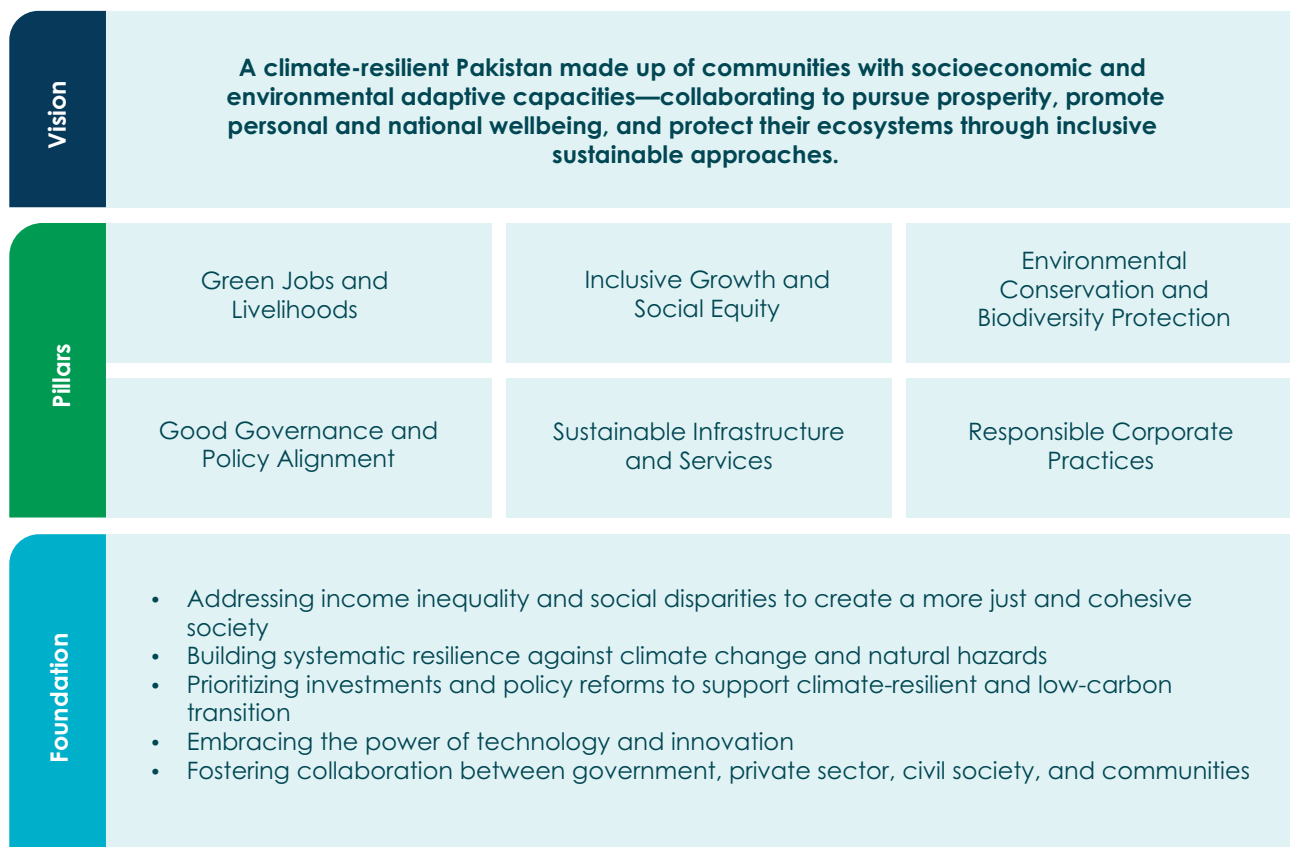 Vision
A climate-resilient Pakistan made up of communities with socioeconomic and
environmental adaptive capacities—collaborating to pursue prosperity, promote
personal and national wellbeing, and protect their ecosystems through inclusive
sustainable approaches.
Pillars
Green Jobs and
Livelihoods
Inclusive Growth and
Social Equity
Environmental
Conservation and
Biodiversity Protection
Good Governance and
Policy Alignment
Sustainable Infrastructure
and Services
Responsible Corporate
Practices
Foundation
• Addressing income inequality and social disparities to create a more just and cohesive
society
• Building systematic resilience against climate change and natural hazards
• Prioritizing investments and policy reforms to support climate-resilient and low-carbon
transition
• Embracing the power of technology and innovation
• Fostering collaboration between government, private sector, civil society, and communities